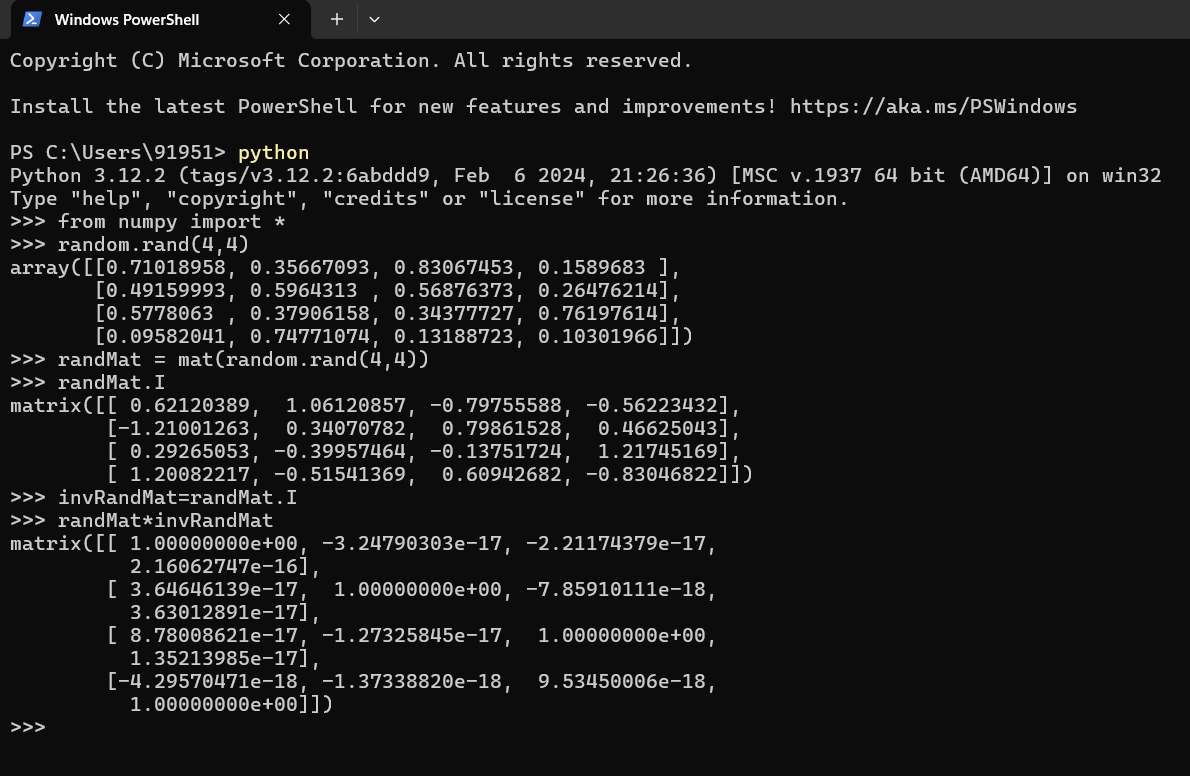 Windows PowerShell
Copyright (C) Microsoft Corporation. All rights reserved.
Install the latest PowerShell for new features and improvements! https://aka.ms/PSWindows
PS C:\Users\91951> python
Python 3.12.2 (tags/v3.12.2:6abddd9, Feb  6 2024, 21:26:36) [MSC v.1937 64 bit (AMD64)] on win32
Type "help", "copyright", "credits" or "license" for more information.
>>> from numpy import *
>>> random.rand(4,4)
array([[0.71018958, 0.35667093, 0.83067453, 0.1589683 ],
       [0.49159993, 0.5964313 , 0.56876373, 0.26476214],
       [0.5778063 , 0.37906158, 0.34377727, 0.76197614],
       [0.09582041, 0.74771074, 0.13188723, 0.10301966]])
>>> randMat = mat(random.rand(4,4))
>>> randMat.I
matrix([[ 0.62120389,  1.06120857, -0.79755588, -0.56223432],
        [-1.21001263,  0.34070782,  0.79861528,  0.46625043],
        [ 0.29265053, -0.39957464, -0.13751724,  1.21745169],
        [ 1.20082217, -0.51541369,  0.60942682, -0.83046822]])
>>> invRandMat=randMat.I
>>> randMat*invRandMat
matrix([[ 1.00000000e+00, -3.24790303e-17, -2.21174379e-17,
          2.16062747e-16],
        [ 3.64646139e-17,  1.00000000e+00, -7.85910111e-18,
          3.63012891e-17],
        [ 8.78008621e-17, -1.27325845e-17,  1.00000000e+00,
          1.35213985e-17],
        [-4.29570471e-18, -1.37338820e-18,  9.53450006e-18,
          1.00000000e+00]])
>>>